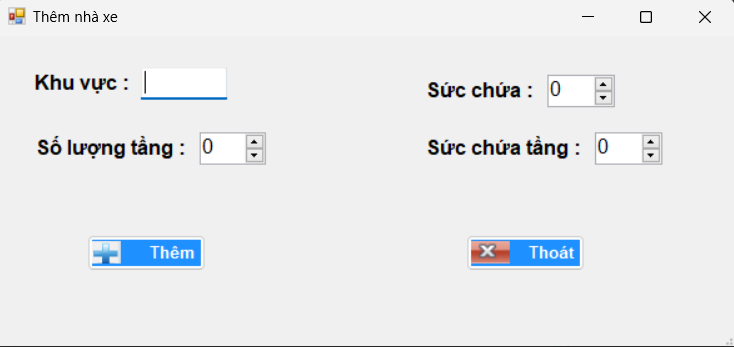 Thêm nhà xe
Khu vực :
Sức chứa : 0
Số lượng tầng : 0
Sức chứa tầng : 0
Thêm
Thoát